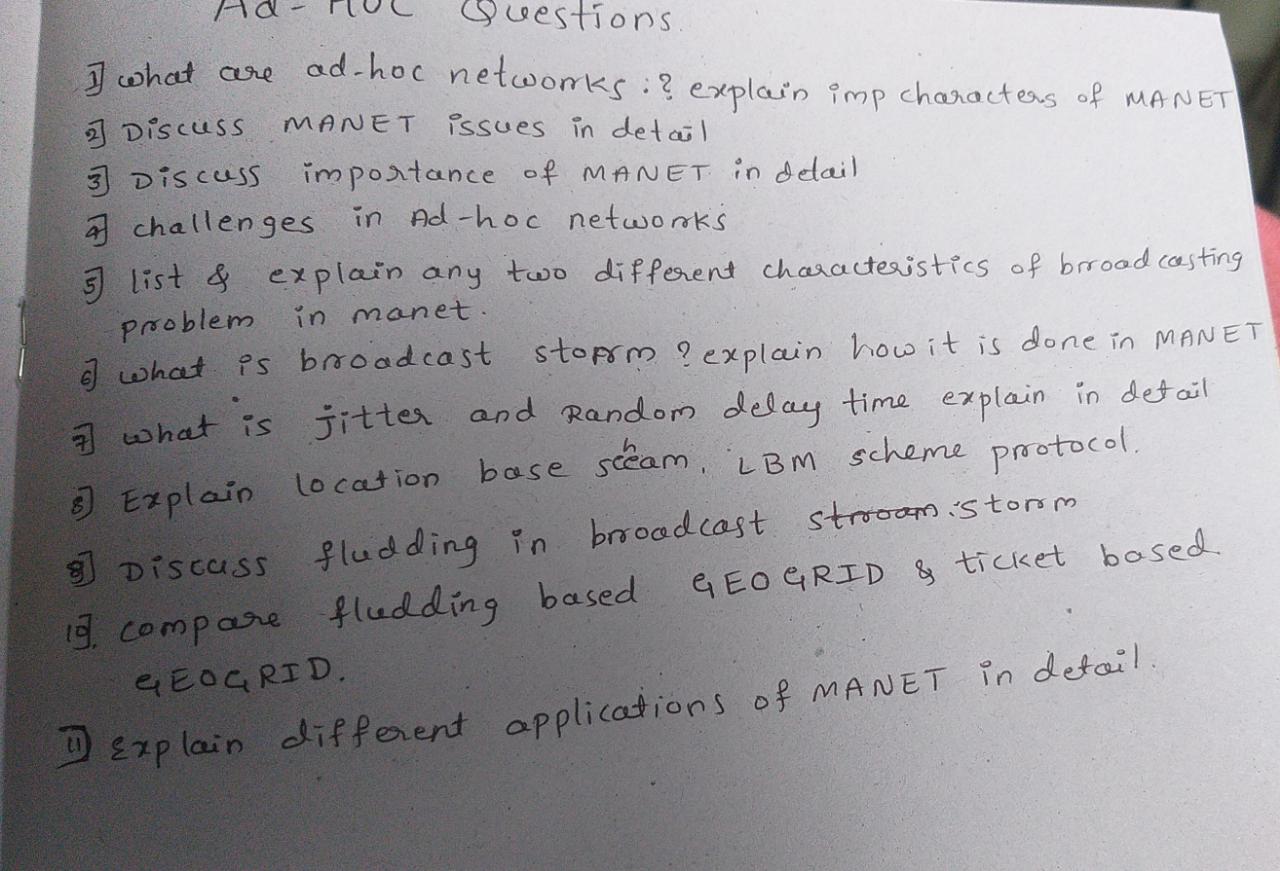 Ad-Hoc Questions.
1] what are ad-hoc networks :? explain imp characters of MANET
2] Discuss MANET issues in detail
3] Discuss importance of MANET in detail
4] challenges in Ad-hoc networks
5] list & explain any two different characteristics of broadcasting
problem in manet.
6] what is broadcast storm ? explain how it is done in MANET
7] what is jitter and Random delay time explain in detail
8] Explain location base scheam, LBM scheme protocol.
9] Discuss fludding in broadcast storm
10]. compare fludding based GEOGRID & ticket based
GEOGRID.
11] Explain different applications of MANET in detail.